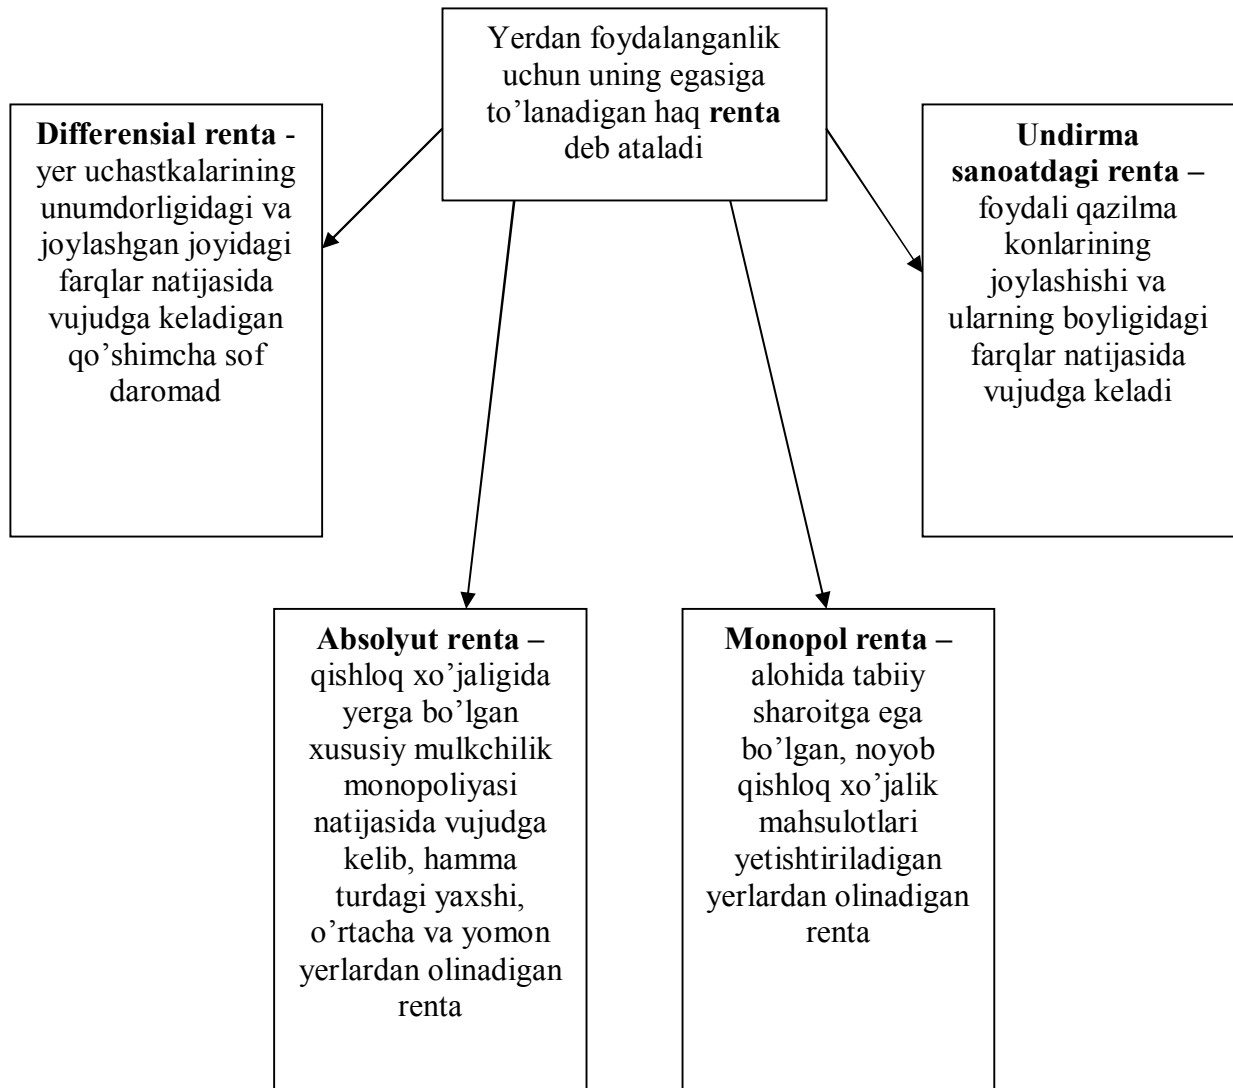 Yerdan foydalanganlik
uchun uning egasiga
to’lanadigan haq renta
deb ataladi
Differensial renta -
yer uchastkalarining
unumdorligidagi va
joylashgan joyidagi
farqlar natijasida
vujudga keladigan
qo’shimcha sof
daromad
Undirma
sanoatdagi renta –
foydali qazilma
konlarining
joylashishi va
ularning boyligidagi
farqlar natijasida
vujudga keladi
Absolyut renta –
qishloq xo’jaligida
yerga bo’lgan
xususiy mulkchilik
monopoliyasi
natijasida vujudga
kelib, hamma
turdagi yaxshi,
o’rtacha va yomon
yerlardan olinadigan
renta
Monopol renta –
alohida tabiiy
sharoitga ega
bo’lgan, noyob
qishloq xo’jalik
mahsulotlari
yetishtiriladigan
yerlardan olinadigan
renta